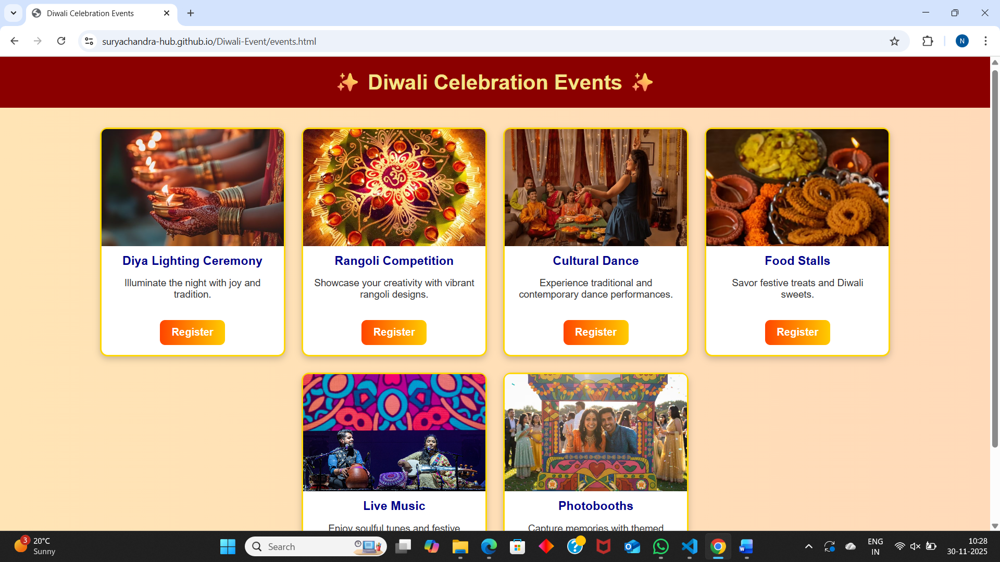 Diwali Celebration Events
suryachandra-hub.github.io/Diwali-Event/events.html
N
✨ Diwali Celebration Events ✨
Diya Lighting Ceremony
Illuminate the night with joy and
tradition.
Register
Rangoli Competition
Showcase your creativity with vibrant
rangoli designs.
Register
Cultural Dance
Experience traditional and
contemporary dance performances.
Register
Food Stalls
Savor festive treats and Diwali
sweets.
Register
Live Music
Enjoy soulful tunes and festive
Photobooths
Capture memories with themed
3
20°C
Sunny
Search
ENG
IN
10:28
30-11-2025